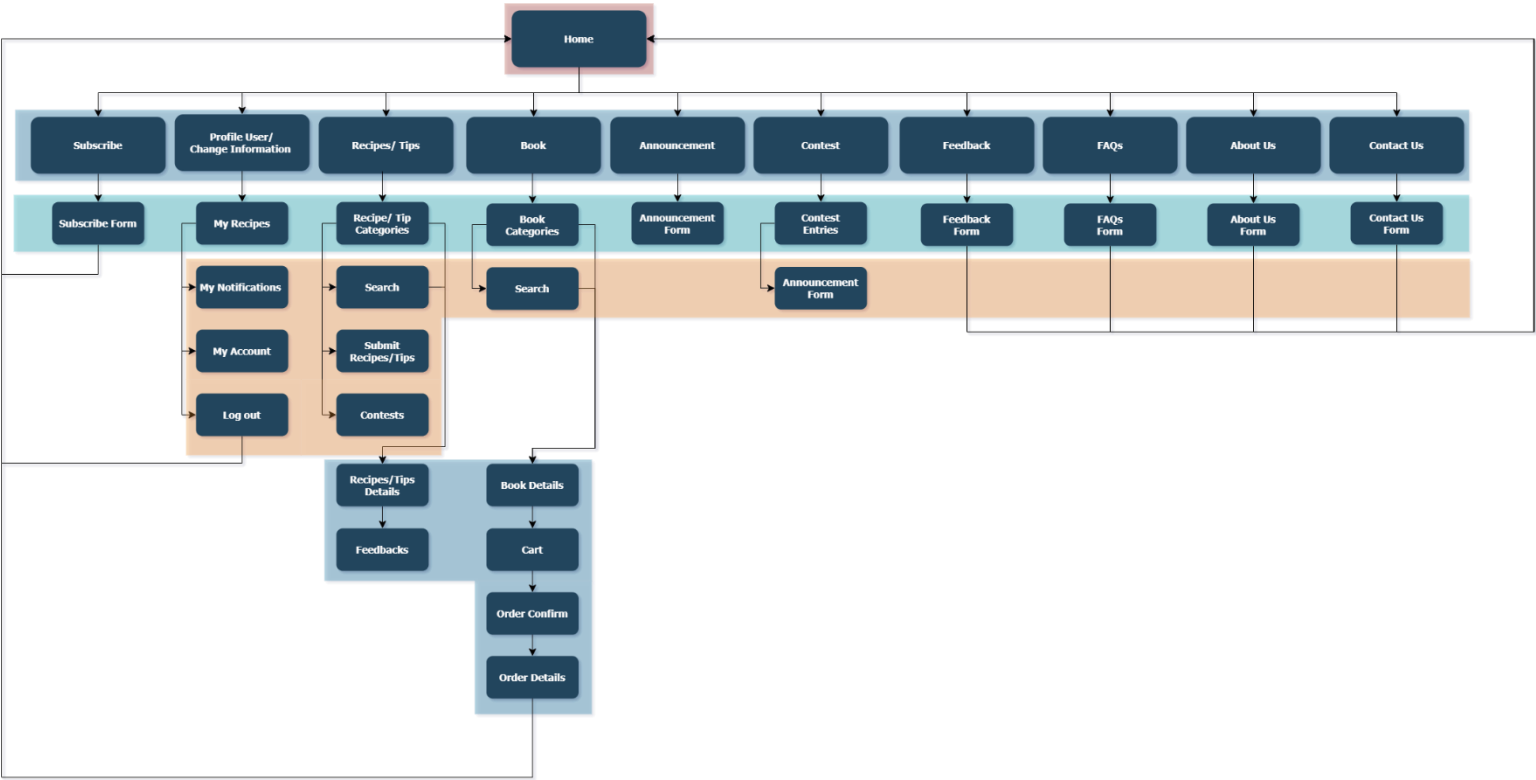 Home
Subscribe
Profile User/
Change Information
Recipes/ Tips
Book
Announcement
Contest
Feedback
FAQs
About Us
Contact Us
Subscribe Form
My Recipes
Recipe/ Tip
Categories
Book
Categories
Announcement
Form
Contest
Entries
Feedback
Form
FAQs
Form
About Us
Form
Contact Us
Form
My Notifications
Search
Search
Announcement
Form
My Account
Submit
Recipes/Tips
Log out
Contests
Recipes/Tips
Details
Book Details
Feedbacks
Cart
Order Confirm
Order Details